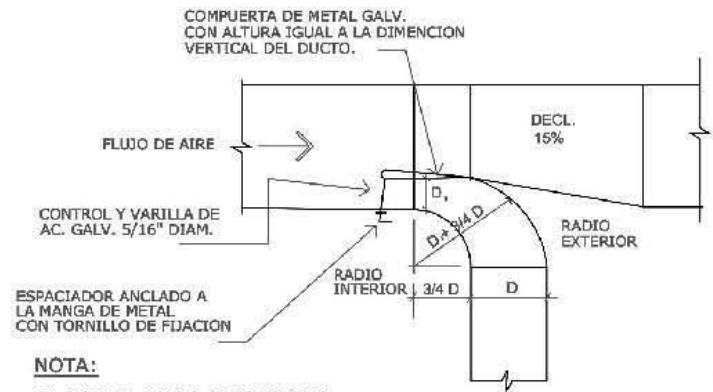 COMPUERTA DE METAL GALV.
CON ALTURA IGUAL A LA DIMENCION
VERTICAL DEL DUCTO.
FLUJO DE AIRE
DECL.
15%
D₁
CONTROL Y VARILLA DE
AC. GALV. 5/16" DIAM.
D₁+ 3/4 D
RADIO
EXTERIOR
RADIO
INTERIOR
3/4 D
D
ESPACIADOR ANCLADO A
LA MANGA DE METAL
CON TORNILLO DE FIJACION
NOTA: